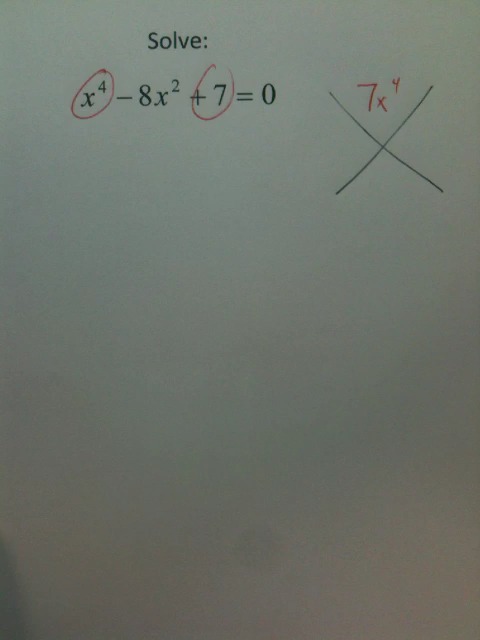 Solve:
x⁴ – 8x² + 7 = 0
7x⁴